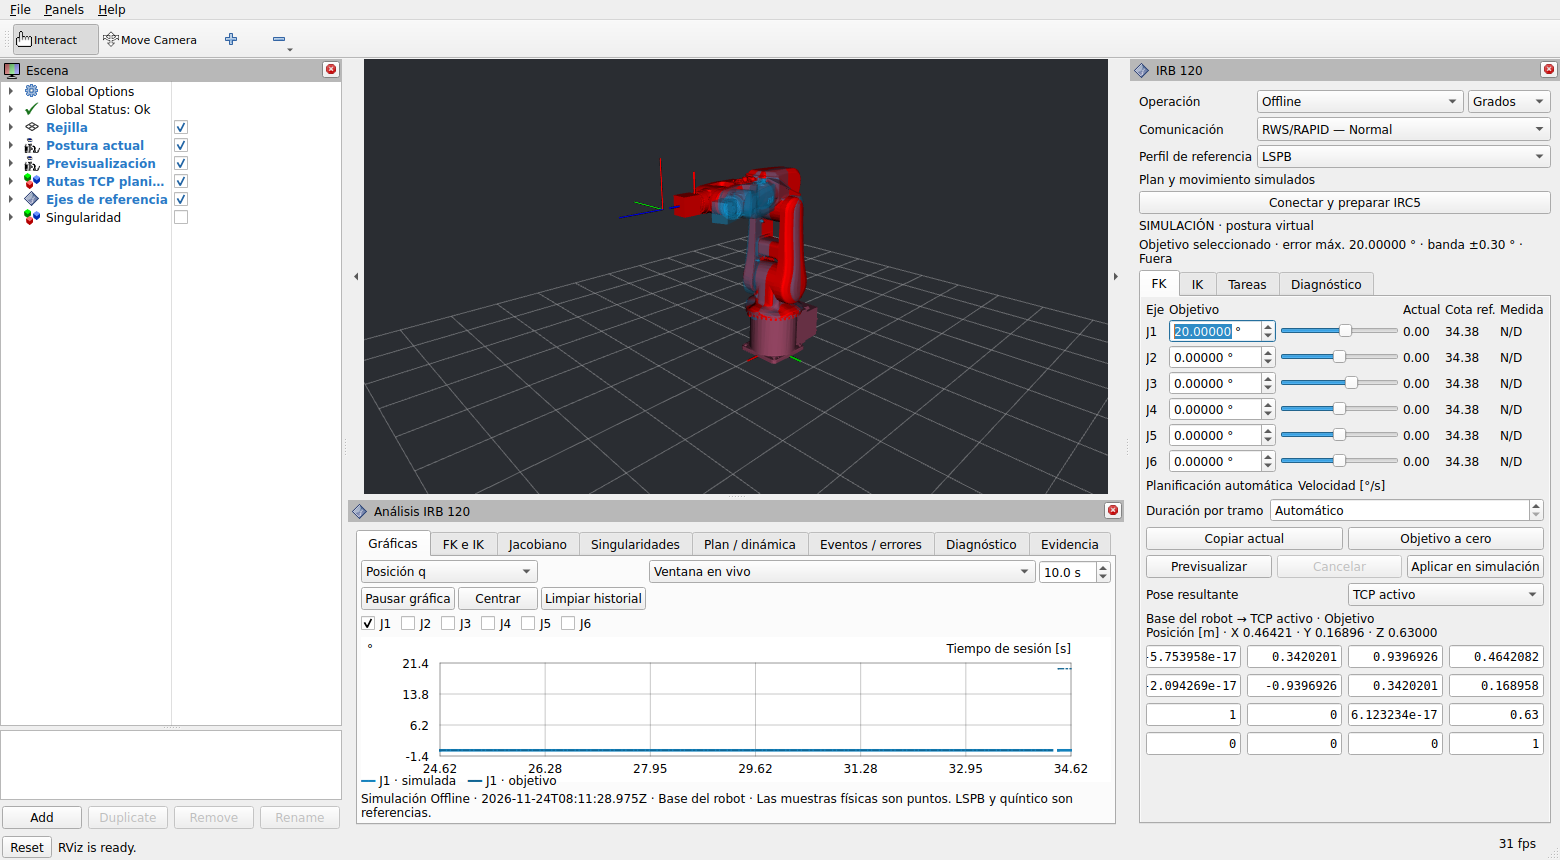 File Panels Help
Interact Move Camera
Escena
Global Options
Global Status: Ok
Rejilla
Postura actual
Previsualización
Rutas TCP plani...
Ejes de referencia
Singularidad
Add Duplicate Remove Rename
Reset RViz is ready.
Análisis IRB 120
Gráficas FK e IK Jacobiano Singularidades Plan / dinámica Eventos / errores Diagnóstico Evidencia
Posición q Ventana en vivo 10.0 s
Pausar gráfica Centrar Limpiar historial
J1 J2 J3 J4 J5 J6
° Tiempo de sesión [s]
21.4
13.8
6.2
-1.4
24.62 26.28 27.95 29.62 31.28 32.95 34.62
J1 · simulada J1 · objetivo
Simulación Offline · 2026-11-24T08:11:28.975Z · Base del robot · Las muestras físicas son puntos. LSPB y quíntico son
referencias.
IRB 120
Operación Offline Grados
Comunicación RWS/RAPID — Normal
Perfil de referencia LSPB
Plan y movimiento simulados
Conectar y preparar IRC5
SIMULACIÓN · postura virtual
Objetivo seleccionado · error máx. 20.00000 ° · banda ±0.30 ° ·
Fuera
FK IK Tareas Diagnóstico
Eje Objetivo Actual Cota ref. Medida
J1 20.00000 ° 0.00 34.38 N/D
J2 0.00000 ° 0.00 34.38 N/D
J3 0.00000 ° 0.00 34.38 N/D
J4 0.00000 ° 0.00 34.38 N/D
J5 0.00000 ° 0.00 34.38 N/D
J6 0.00000 ° 0.00 34.38 N/D
Planificación automática Velocidad [°/s]
Duración por tramo Automático
Copiar actual Objetivo a cero
Previsualizar Cancelar Aplicar en simulación
Pose resultante TCP activo
Base del robot → TCP activo · Objetivo
Posición [m] · X 0.46421 · Y 0.16896 · Z 0.63000
-5.753958e-17 0.3420201 0.9396926 0.4642082
-2.094269e-17 -0.9396926 0.3420201 0.168958
1 0 6.123234e-17 0.63
0 0 0 1
31 fps